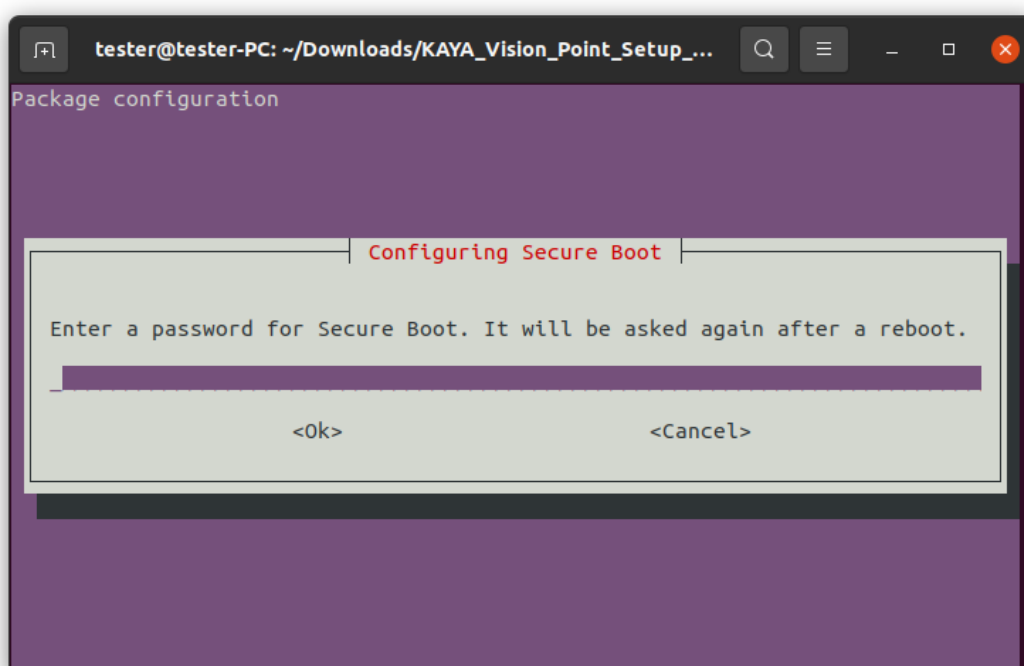 tester@tester-PC: ~/Downloads/KAYA_Vision_Point_Setup_...
Package configuration
Configuring Secure Boot
Enter a password for Secure Boot. It will be asked again after a reboot.
<Ok> <Cancel>